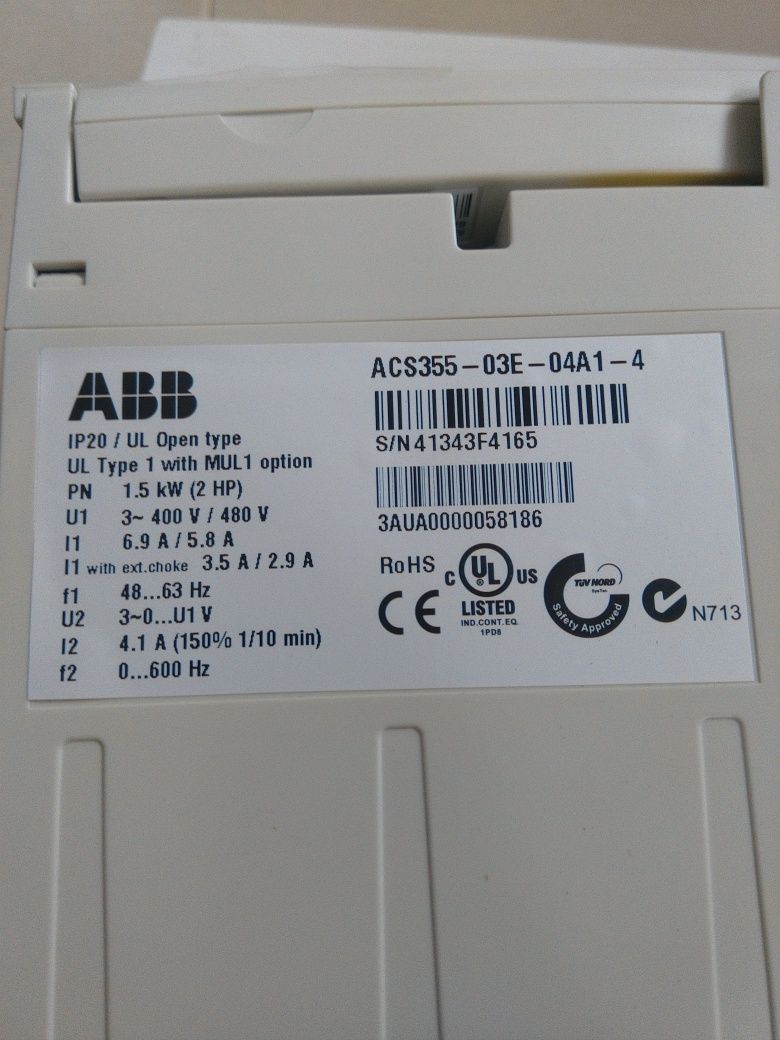 ABB
IP20 / UL Open type
UL Type 1 with MUL1 option
PN 1.5 kW (2 HP)
U1 3~ 400 V / 480 V
I1 6.9 A / 5.8 A
I1 with ext.choke 3.5 A / 2.9 A
f1 48...63 Hz
U2 3~0...U1 V
I2 4.1 A (150% 1/10 min)
f2 0...600 Hz
ACS355-03E-04A1-4
S/N 41343F4165
3AUA0000058186
RoHS
CE
C UL US
LISTED
IND.CONT.EQ.
1PD8
TÜV NORD
SysTec
Safety Approved
N713